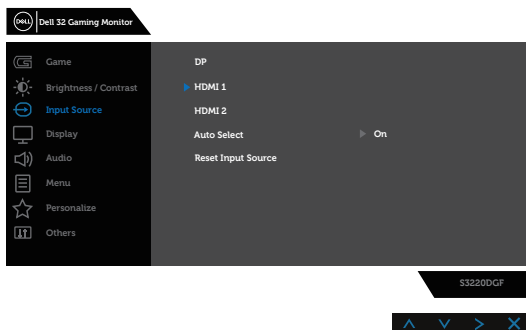 DELL
Dell 32 Gaming Monitor
Game
Brightness / Contrast
Input Source
Display
Audio
Menu
Personalize
Others
DP
HDMI 1
HDMI 2
Auto Select On
Reset Input Source
S3220DGF